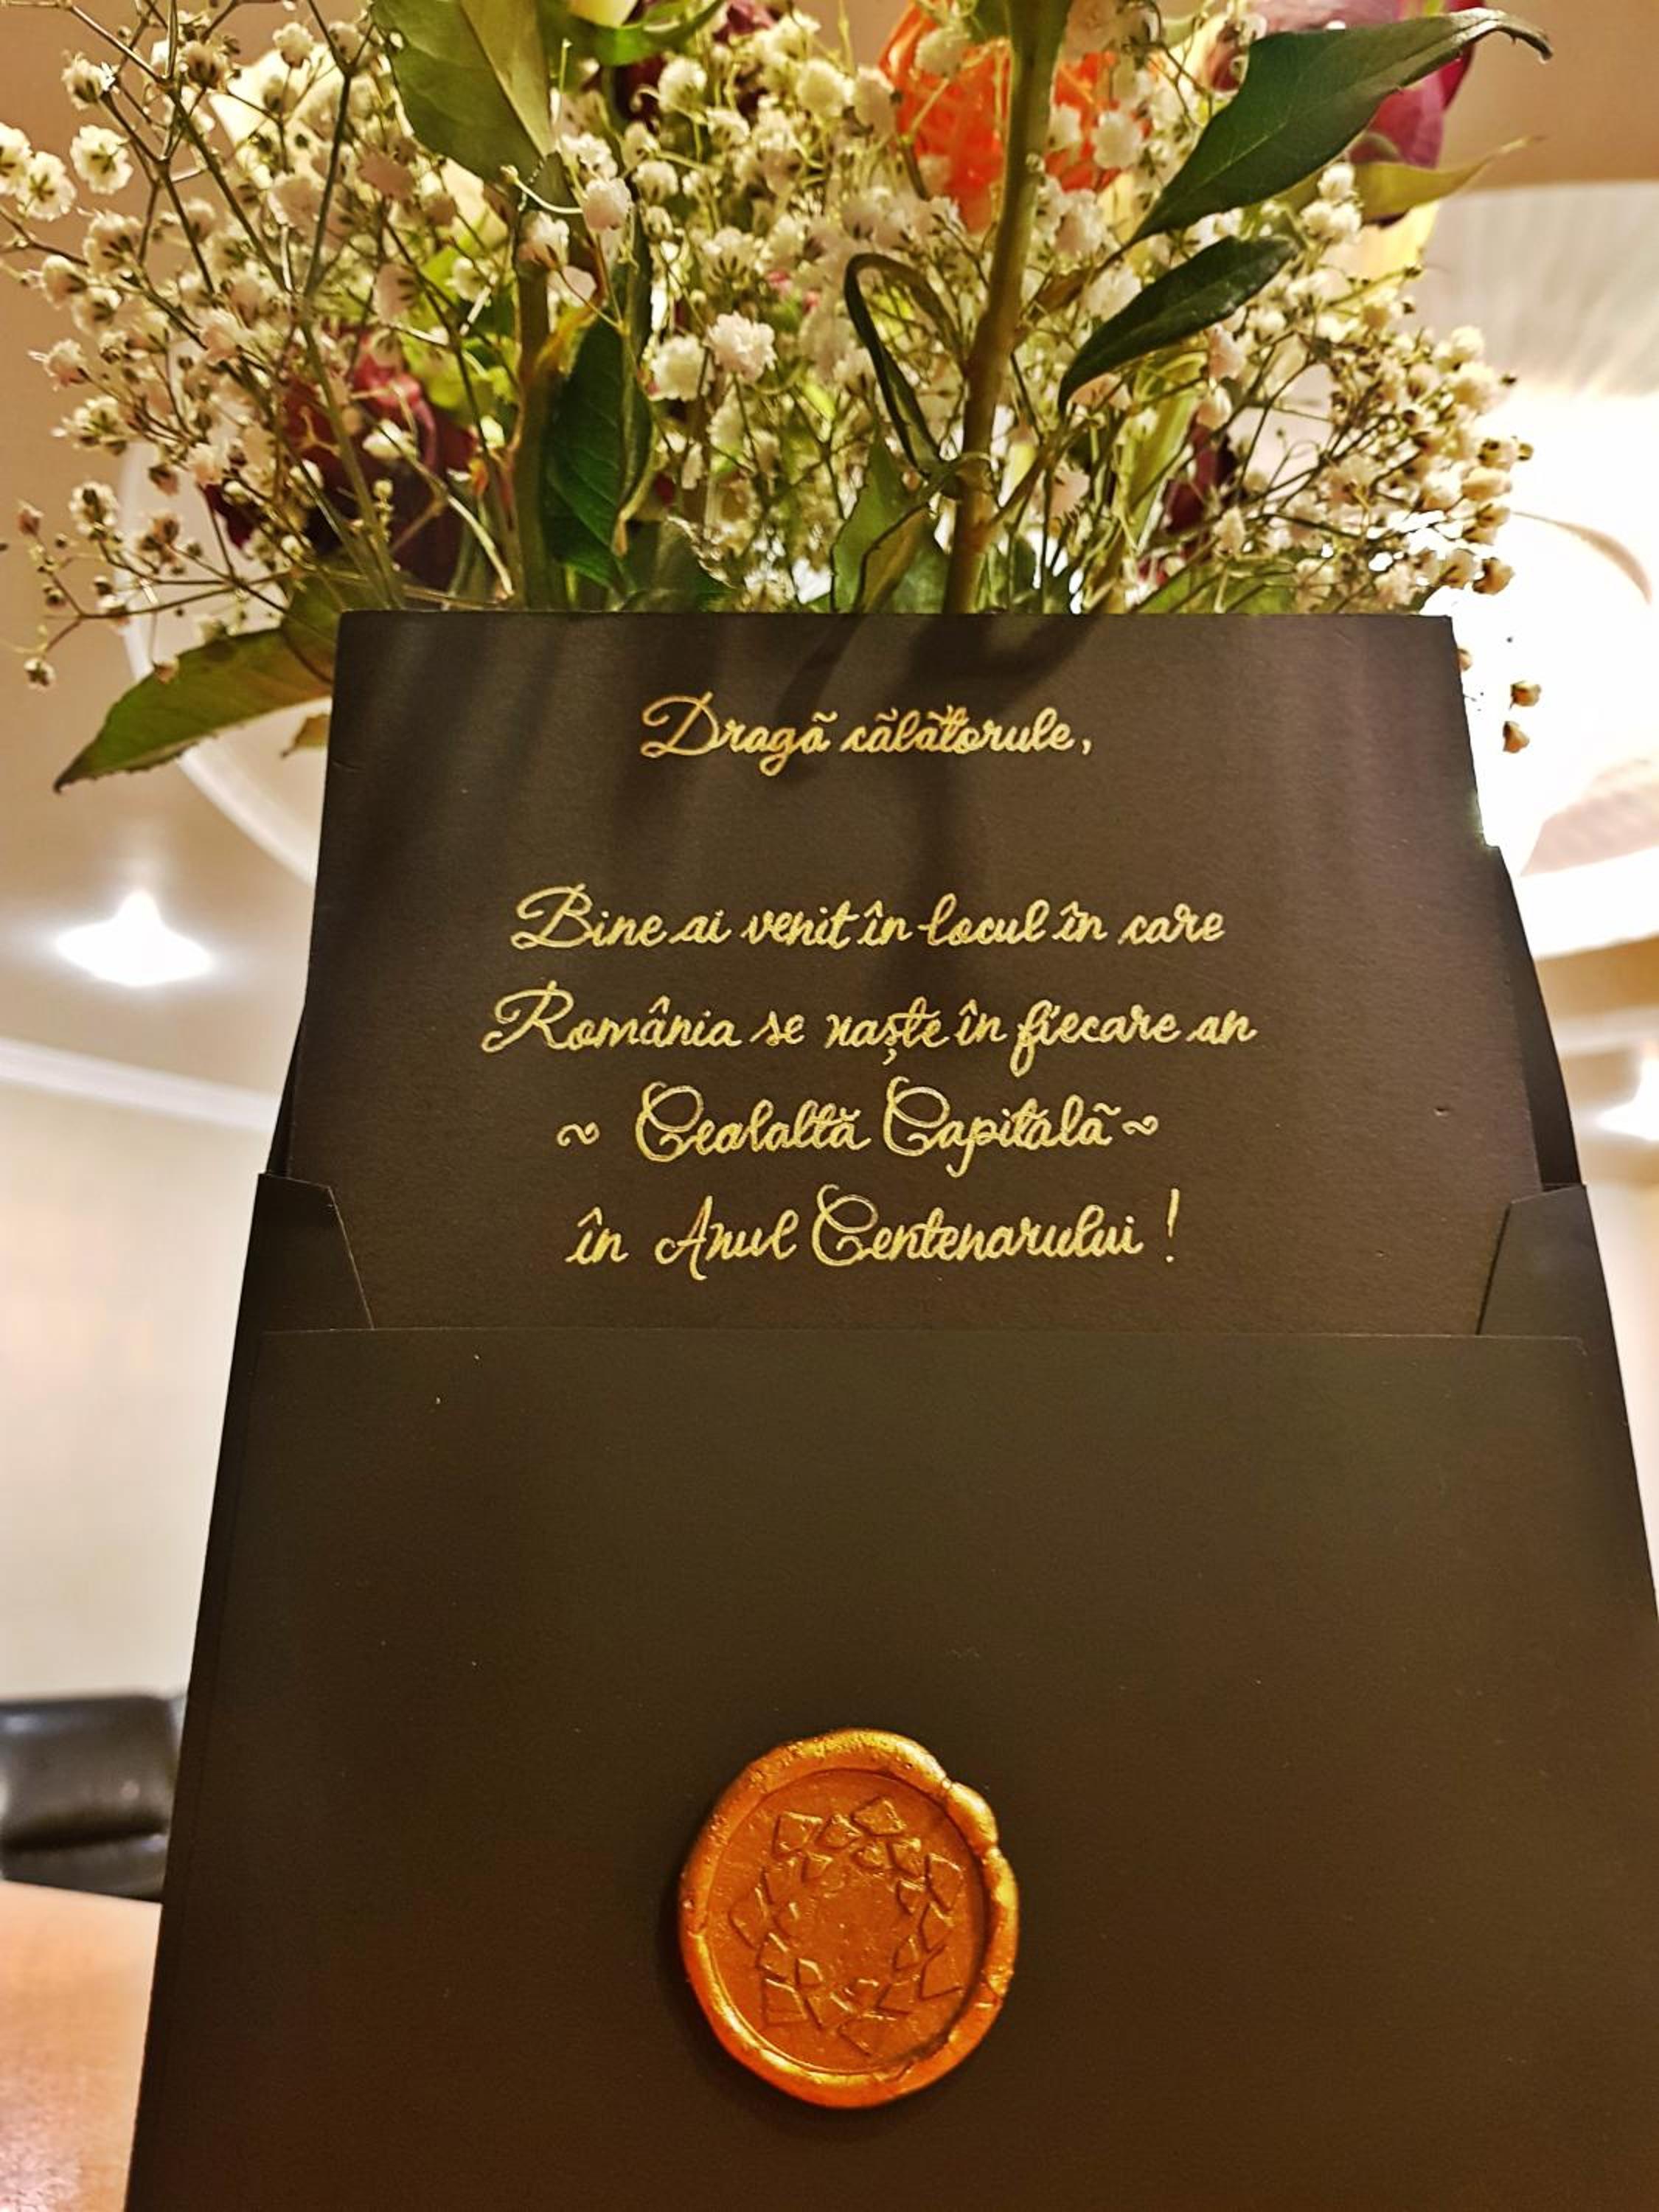 Dragă călătorule,
Bine ai venit în locul în care
România se naște în fiecare an
~ Cealaltă Capitală ~
în Anul Centenarului !